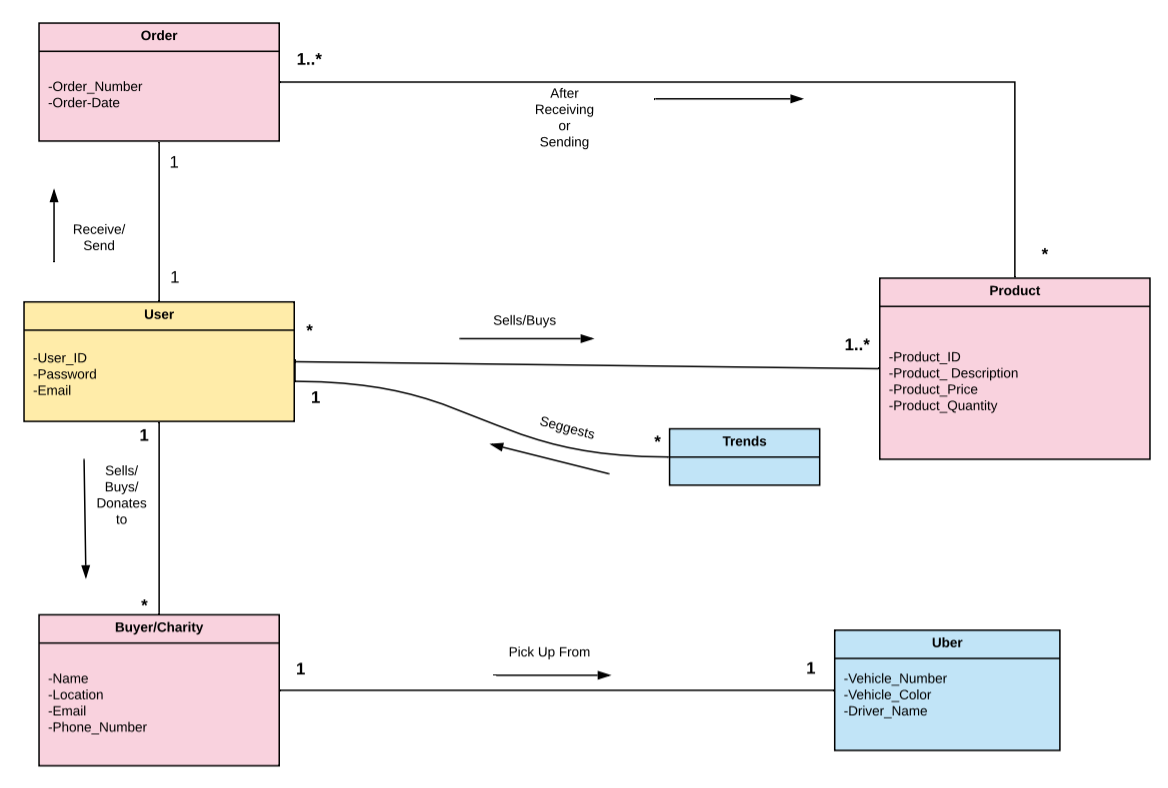 Order
-Order_Number
-Order-Date
1..*
After
Receiving
or
Sending
1
Receive/
Send
1
*
User
-User_ID
-Password
-Email
*
Sells/Buys
1..*
Product
-Product_ID
-Product_ Description
-Product_Price
-Product_Quantity
1
Seggests
*
Trends
1
Sells/
Buys/
Donates
to
*
Buyer/Charity
-Name
-Location
-Email
-Phone_Number
1
Pick Up From
1
Uber
-Vehicle_Number
-Vehicle_Color
-Driver_Name